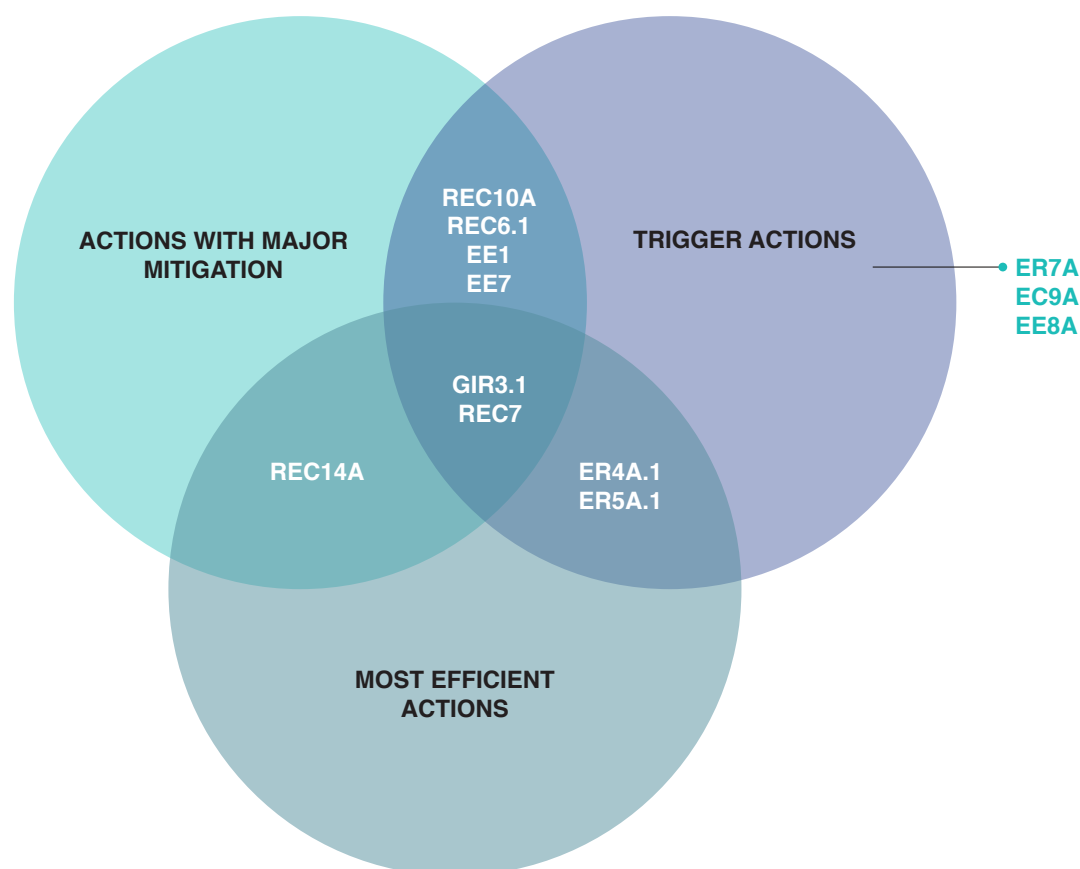 REC10A
REC6.1
EE1
EE7
ACTIONS WITH MAJOR
MITIGATION
TRIGGER ACTIONS
ER7A
EC9A
EE8A
GIR3.1
REC7
REC14A
ER4A.1
ER5A.1
MOST EFFICIENT
ACTIONS